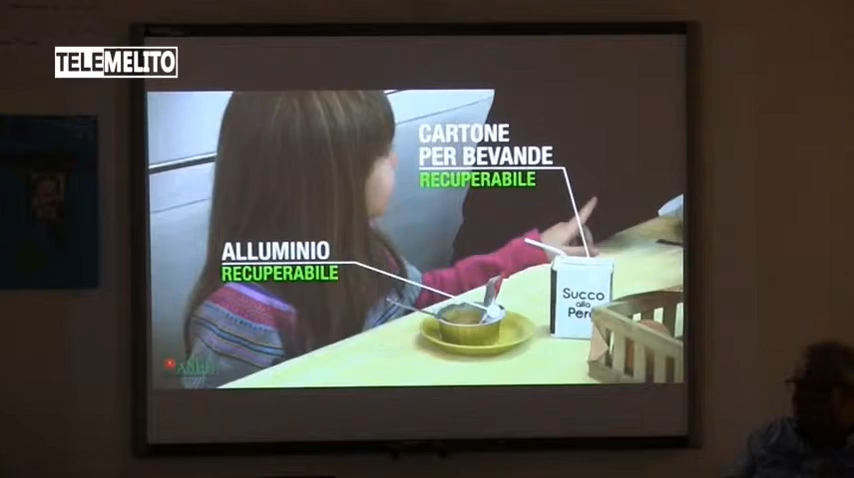 TELEMELITO
CARTONE
PER BEVANDE
RECUPERABILE
ALLUMINIO
RECUPERABILE
Succo
alla
Pera